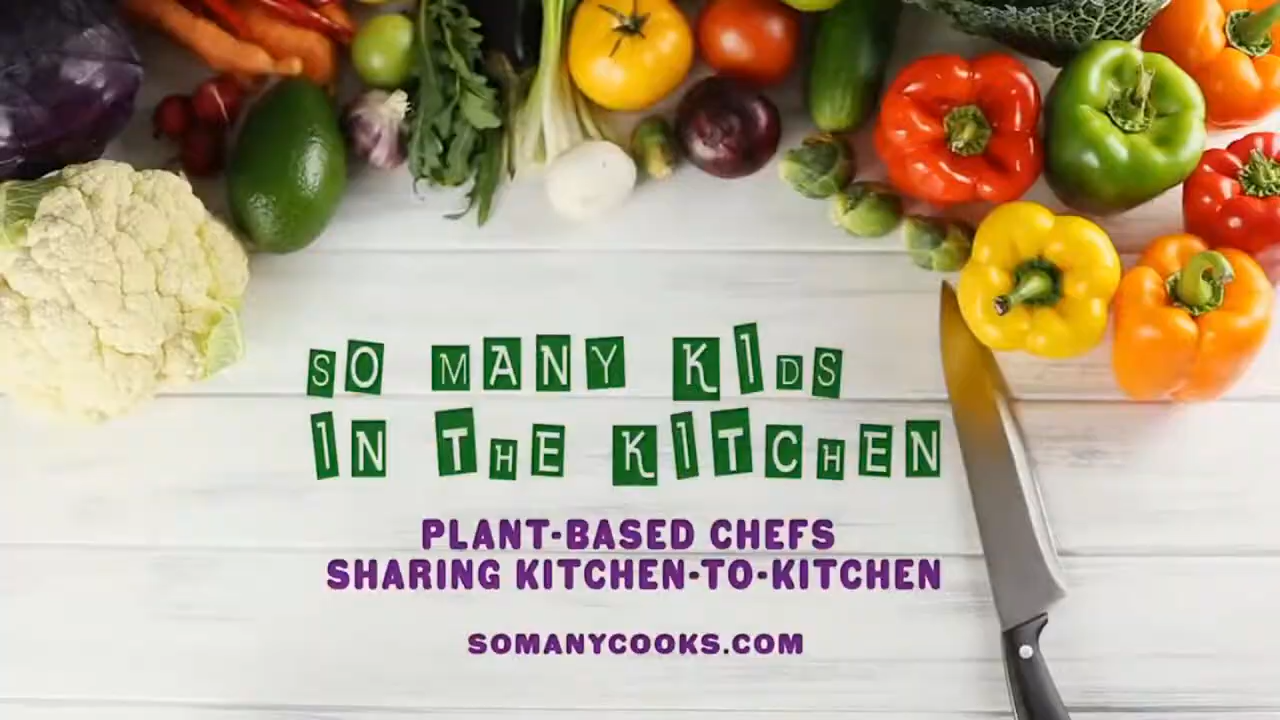 SO MANY KIDS
IN THE KITCHEN
PLANT-BASED CHEFS
SHARING KITCHEN-TO-KITCHEN
SOMANYCOOKS.COM